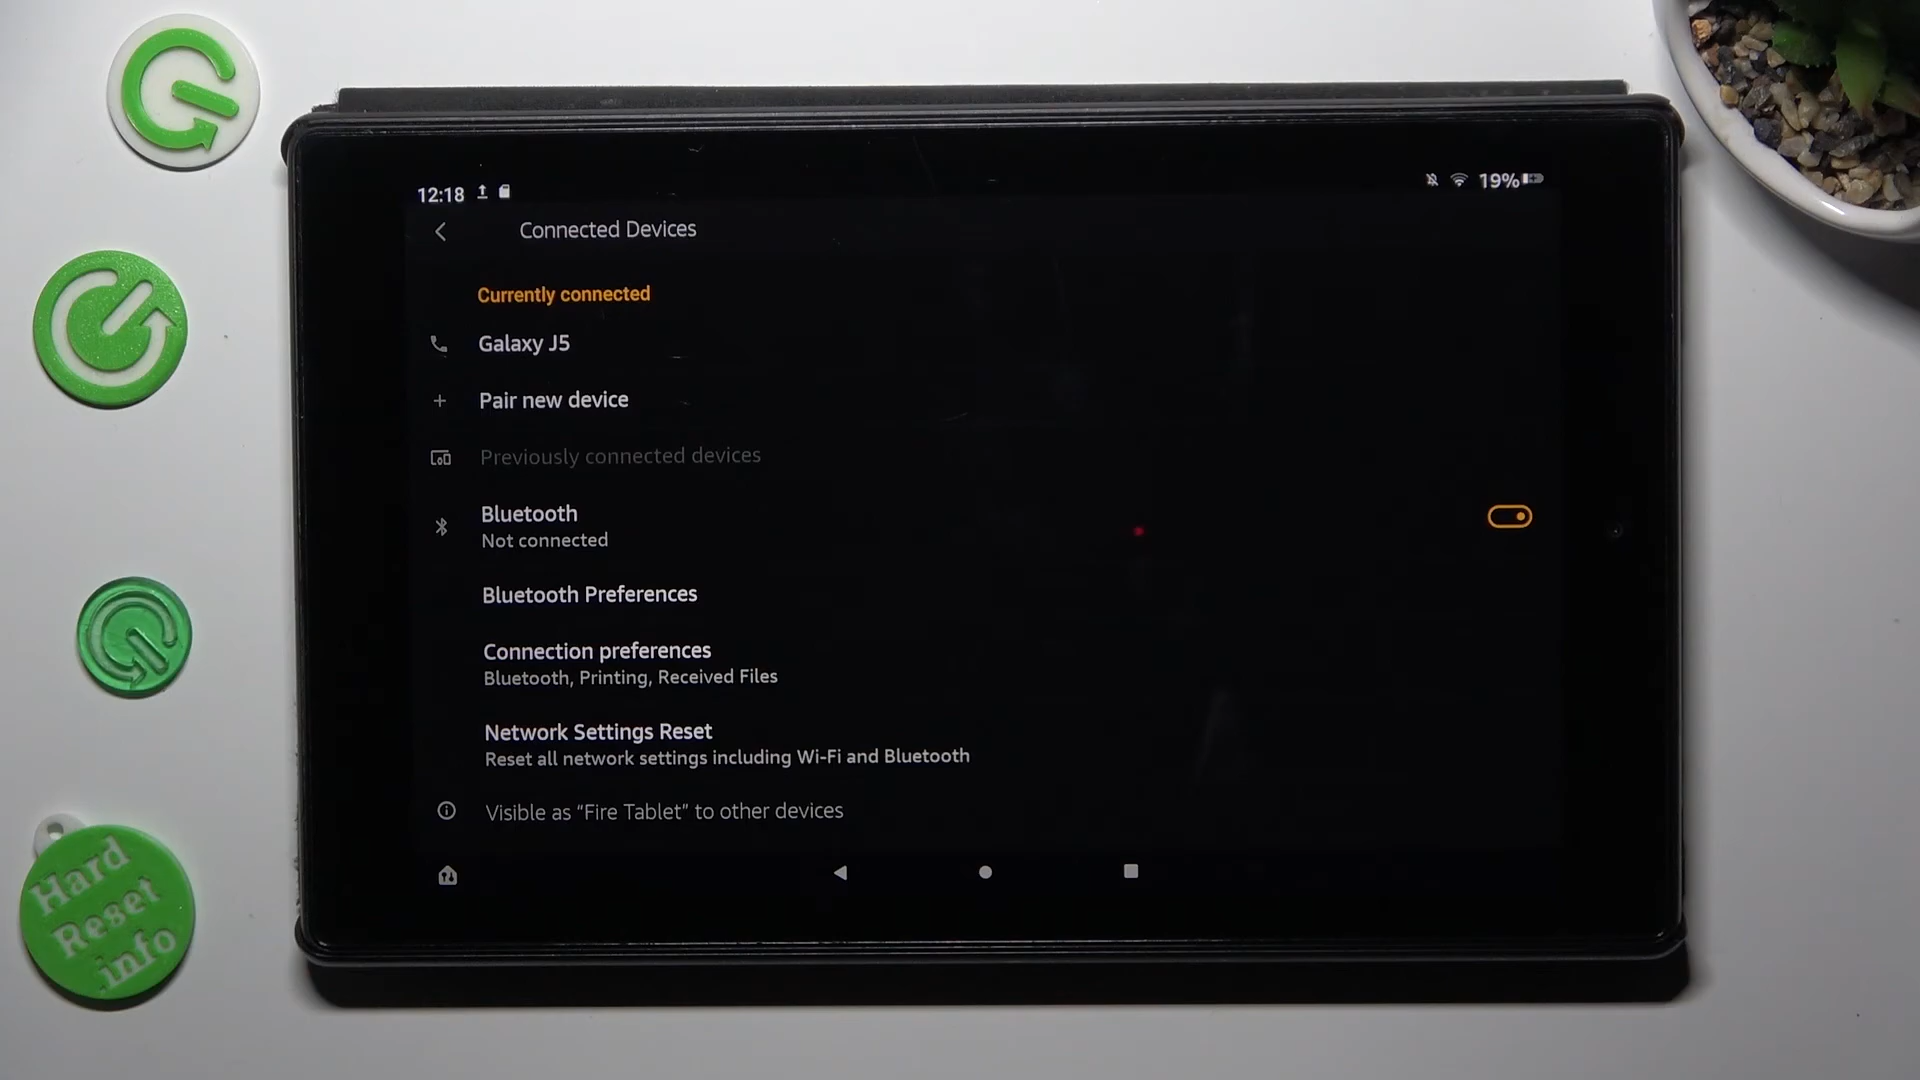 12:18
19%
Connected Devices
Currently connected
Galaxy J5
Pair new device
Previously connected devices
Bluetooth
Not connected
Bluetooth Preferences
Connection preferences
Bluetooth, Printing, Received Files
Network Settings Reset
Reset all network settings including Wi-Fi and Bluetooth
Visible as “Fire Tablet” to other devices
Hard
Reset
.info